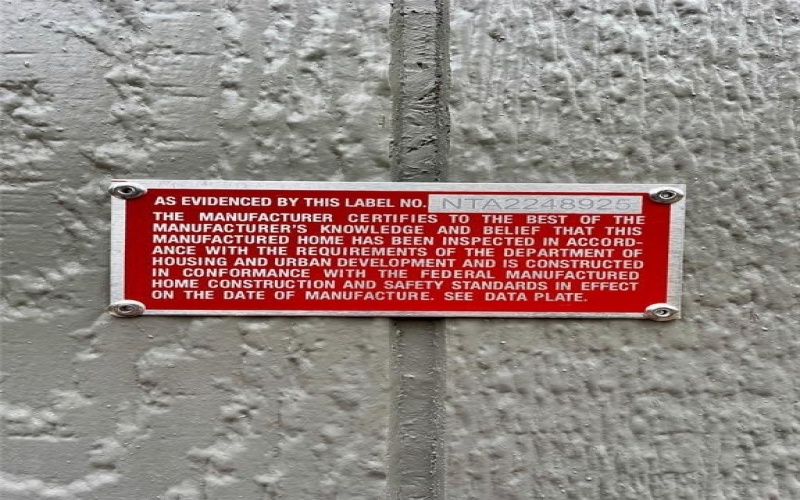 AS EVIDENCED BY THIS LABEL NO. NTA2248925
THE MANUFACTURER CERTIFIES TO THE BEST OF THE
MANUFACTURER'S KNOWLEDGE AND BELIEF THAT THIS
MANUFACTURED HOME HAS BEEN INSPECTED IN ACCORD-
ANCE WITH THE REQUIREMENTS OF THE DEPARTMENT OF
HOUSING AND URBAN DEVELOPMENT AND IS CONSTRUCTED
IN CONFORMANCE WITH THE FEDERAL MANUFACTURED
HOME CONSTRUCTION AND SAFETY STANDARDS IN EFFECT
ON THE DATE OF MANUFACTURE. SEE DATA PLATE.